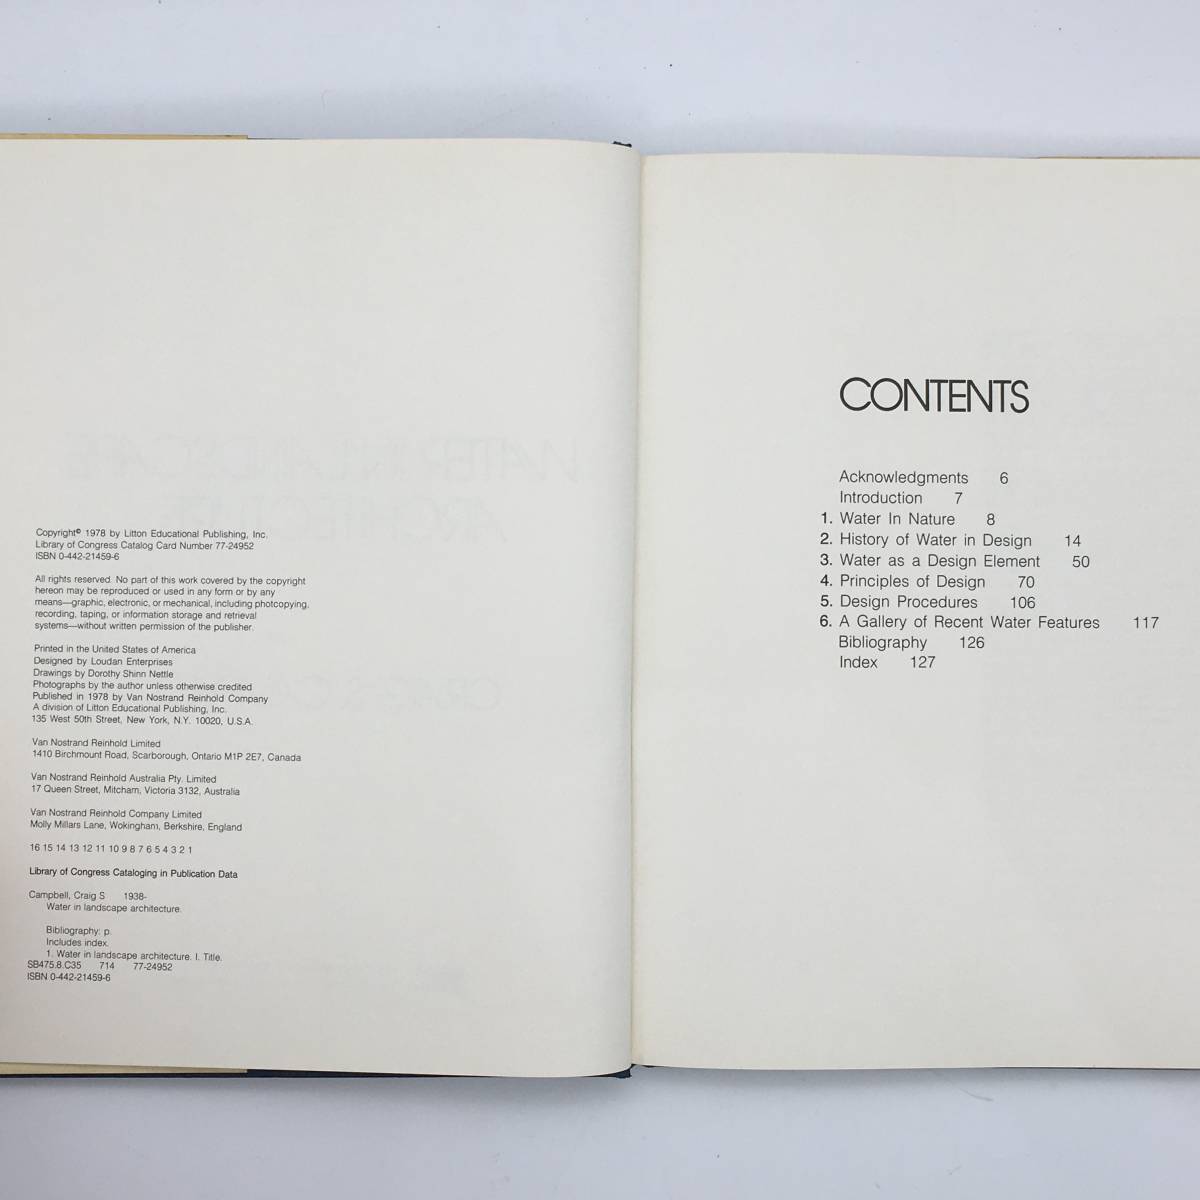 Copyright© 1978 by Litton Educational Publishing, Inc.
Library of Congress Catalog Card Number 77-24952
ISBN 0-442-21459-6
All rights reserved. No part of this work covered by the copyright
hereon may be reproduced or used in any form or by any
means—graphic, electronic, or mechanical, including photcopying,
recording, taping, or information storage and retrieval
systems—without written permission of the publisher.
Printed in the United States of America
Designed by Loudan Enterprises
Drawings by Dorothy Shinn Nettle
Photographs by the author unless otherwise credited
Published in 1978 by Van Nostrand Reinhold Company
A division of Litton Educational Publishing, Inc.
135 West 50th Street, New York, N.Y. 10020, U.S.A.
Van Nostrand Reinhold Limited
1410 Birchmount Road, Scarborough, Ontario M1P 2E7, Canada
Van Nostrand Reinhold Australia Pty. Limited
17 Queen Street, Mitcham, Victoria 3132, Australia
Van Nostrand Reinhold Company Limited
Molly Millars Lane, Wokingham, Berkshire, England
16 15 14 13 12 11 10 9 8 7 6 5 4 3 2 1
Library of Congress Cataloging in Publication Data
Campbell, Craig S 1938-
Water in landscape architecture.
Bibliography: p.
Includes index.
1. Water in landscape architecture. I. Title.
SB475.8.C35 714 77-24952
ISBN 0-442-21459-6
CONTENTS
Acknowledgments 6
Introduction 7
1. Water In Nature 8
2. History of Water in Design 14
3. Water as a Design Element 50
4. Principles of Design 70
5. Design Procedures 106
6. A Gallery of Recent Water Features 117
Bibliography 126
Index 127